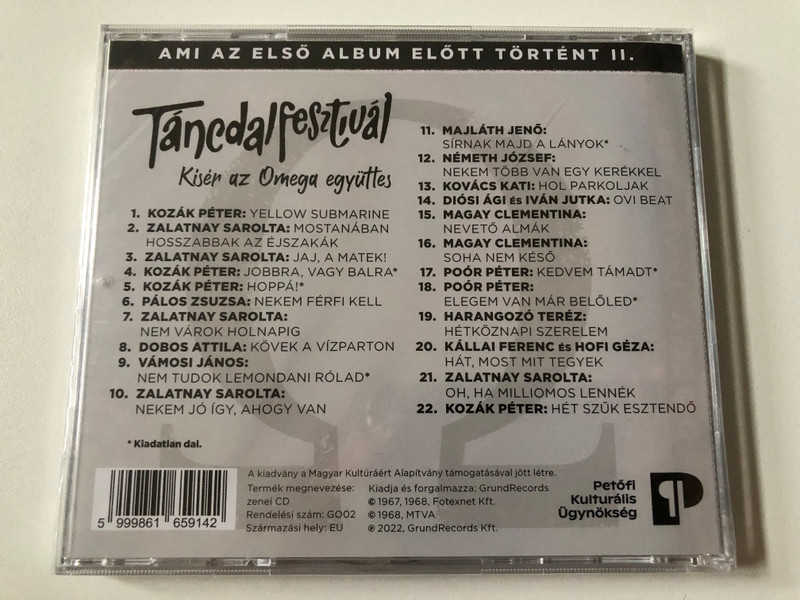 AMI AZ ELSŐ ALBUM ELŐTT TÖRTÉNT II.
Táncdalfesztivál
Kísér az Omega együttes
1. KOZÁK PÉTER: YELLOW SUBMARINE
2. ZALATNAY SAROLTA: MOSTANÁBAN
HOSSZABBAK AZ ÉJSZAKÁK
3. ZALATNAY SAROLTA: JAJ, A MATEK!
4. KOZÁK PÉTER: JOBBRA, VAGY BALRA*
5. KOZÁK PÉTER: HOPPÁ!*
6. PÁLOS ZSUZSA: NEKEM FÉRFI KELL
7. ZALATNAY SAROLTA:
NEM VÁROK HOLNAPIG
8. DOBOS ATTILA: KÖVEK A VÍZPARTON
9. VÁMOSI JÁNOS:
NEM TUDOK LEMONDANI RÓLAD*
10. ZALATNAY SAROLTA:
NEKEM JÓ ÍGY, AHOGY VAN
* Kiadatlan dal.
11. MAJLÁTH JENŐ:
SÍRNAK MAJD A LÁNYOK*
12. NÉMETH JÓZSEF:
NEKEM TÖBB VAN EGY KERÉKKEL
13. KOVÁCS KATI: HOL PARKOLJAK
14. DIÓSI ÁGI ÉS IVÁN JUTKA: OVI BEAT
15. MAGAY CLEMENTINA:
NEVETŐ ALMÁK
16. MAGAY CLEMENTINA:
SOHA NEM KÉSŐ
17. POÓR PÉTER: KEDVEM TÁMADT*
18. POÓR PÉTER:
ELEGEM VAN MÁR BELŐLED*
19. HARANGOZÓ TERÉZ:
HÉTKÖZNAPI SZERELEM
20. KÁLLAI FERENC ÉS HOFI GÉZA:
HÁT, MOST MIT TEGYEK
21. ZALATNAY SAROLTA:
OH, HA MILLIOMOS LENNÉK
22. KOZÁK PÉTER: HÉT SZŰK ESZTENDŐ
5 999861 659142
A kiadvány a Magyar Kultúráért Alapítvány támogatásával jött létre.
Termék megnevezése:
zenei CD
Rendelési szám: GO02
Származási hely: EU
Kiadja és forgalmazza: GrundRecords
© 1967, 1968, Fotexnet Kft.
© 1968, MTVA
℗ 2022, GrundRecords Kft.
Petőfi
Kulturális
Ügynökség